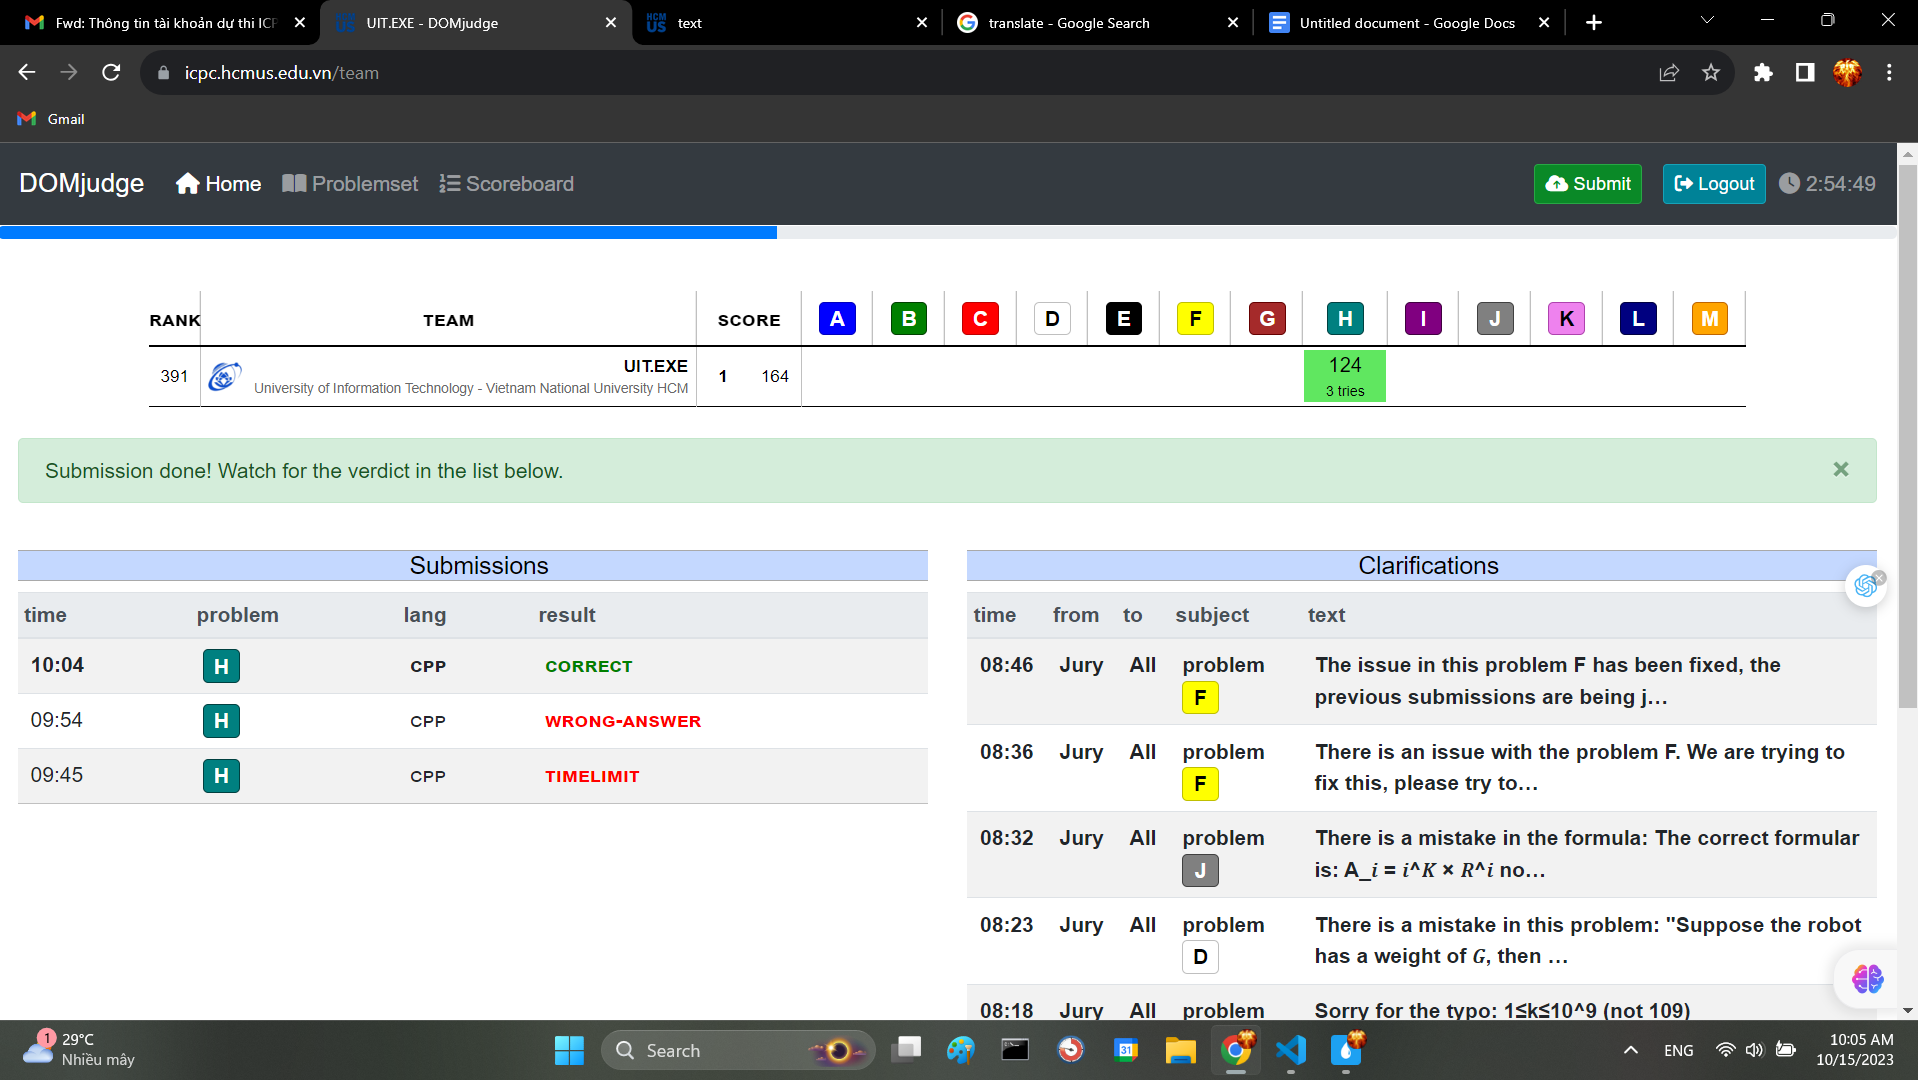 Fwd: Thông tin tài khoản dự thi ICP
UIT.EXE - DOMjudge
text
translate - Google Search
Untitled document - Google Docs
icpc.hcmus.edu.vn/team
Gmail
DOMjudge
Home
Problemset
Scoreboard
Submit
Logout
2:54:49
RANK TEAM SCORE A B C D E F G H I J K L M
391 UIT.EXE 1 164 124
University of Information Technology - Vietnam National University HCM 3 tries
Submission done! Watch for the verdict in the list below.
Submissions
time problem lang result
10:04 H CPP CORRECT
09:54 H CPP WRONG-ANSWER
09:45 H CPP TIMELIMIT
Clarifications
time from to subject text
08:46 Jury All problem The issue in this problem F has been fixed, the
F previous submissions are being j...
08:36 Jury All problem There is an issue with the problem F. We are trying to
F fix this, please try to...
08:32 Jury All problem There is a mistake in the formula: The correct formular
J is: A_𝑖 = 𝑖^𝐾 × 𝑅^𝑖 no...
08:23 Jury All problem There is a mistake in this problem: "Suppose the robot
D has a weight of 𝐺, then ...
08:18 Jury All problem Sorry for the typo: 1≤k≤10^9 (not 109)
1
29°C
Nhiều mây
Search
31
ENG
10:05 AM
10/15/2023